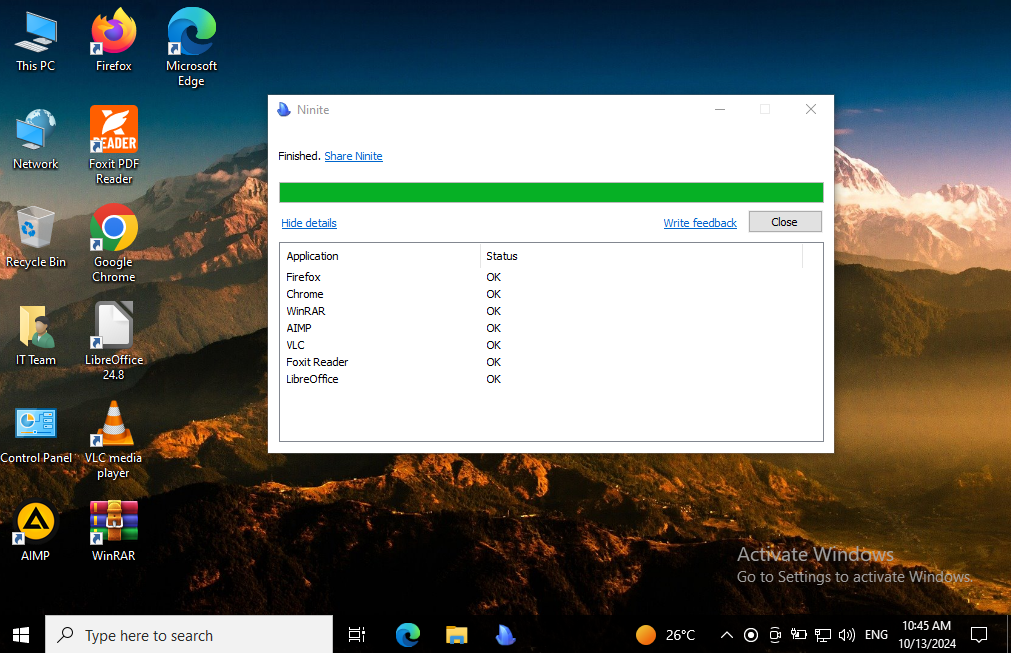 This PC
Firefox
Microsoft
Edge
Network
READER
Foxit PDF
Reader
Recycle Bin
Google
Chrome
IT Team
LibreOffice
24.8
Control Panel
VLC media
player
AIMP
WinRAR
Ninite
Finished. Share Ninite
Hide details
Write feedback
Close
Application Status
Firefox OK
Chrome OK
WinRAR OK
AIMP OK
VLC OK
Foxit Reader OK
LibreOffice OK
Activate Windows
Go to Settings to activate Windows.
Type here to search
26°C
ENG
10:45 AM
10/13/2024